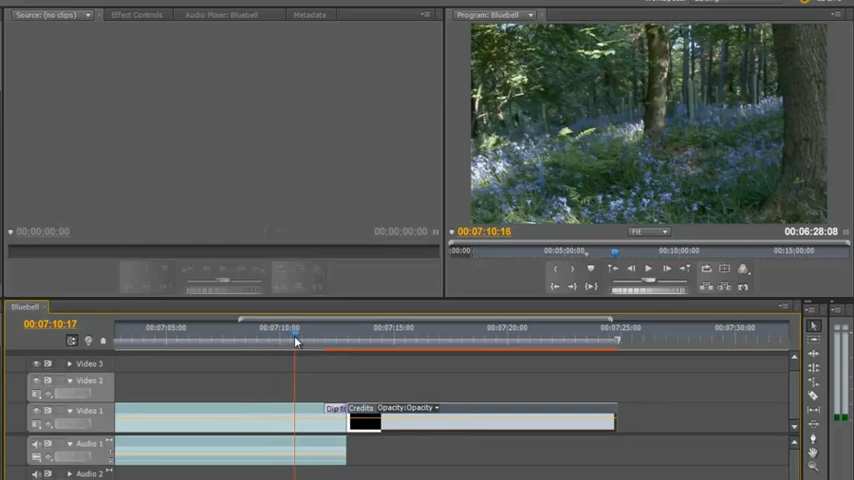 Source: (no clips)
Effect Controls
Audio Mixer: Bluebell
Metadata
Program: Bluebell
00;00;00;00
00;00;00;00
00:07:10:16
Fit
00:06:28:08
:00:00
00:05:00:00
00:10:00:00
00:15:00:00
Bluebell
00:07:10:17
00:07:05:00
00:07:10:00
00:07:15:00
00:07:20:00
00:07:25:00
00:07:30:00
Video 3
Video 2
Video 1
Dip to
Credits
Opacity:Opacity
Audio 1
Audio 2